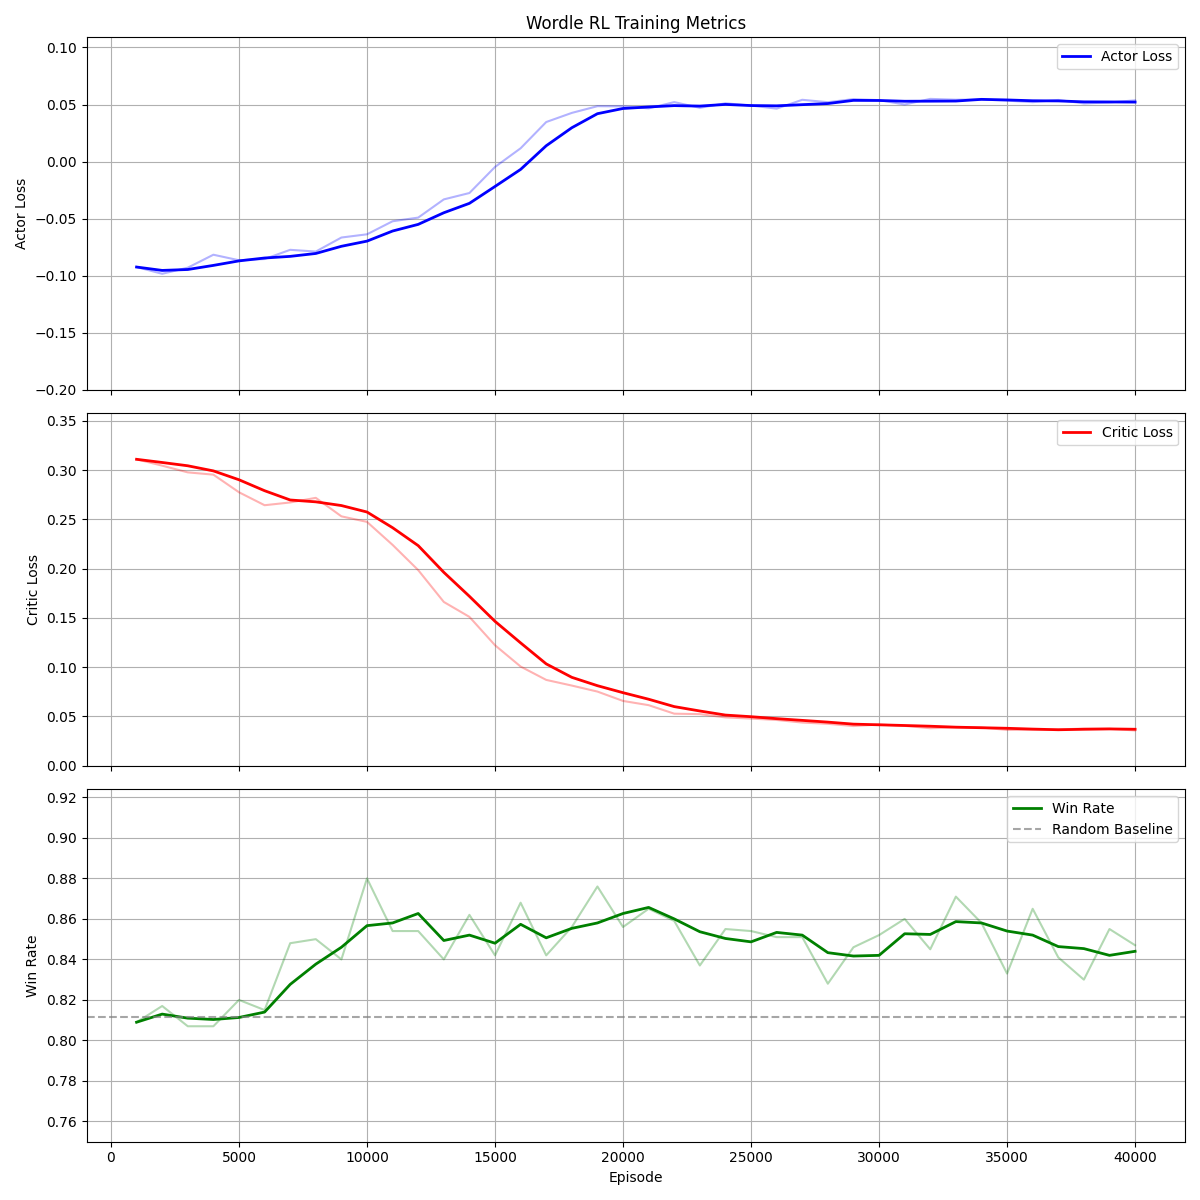 Wordle RL Training Metrics
0.10
0.05
0.00
−0.05
−0.10
−0.15
−0.20
Actor Loss
Actor Loss
0.35
0.30
0.25
0.20
0.15
0.10
0.05
0.00
Critic Loss
Critic Loss
0.92
0.90
0.88
0.86
0.84
0.82
0.80
0.78
0.76
Win Rate
Win Rate
Random Baseline
0 5000 10000 15000 20000 25000 30000 35000 40000
Episode